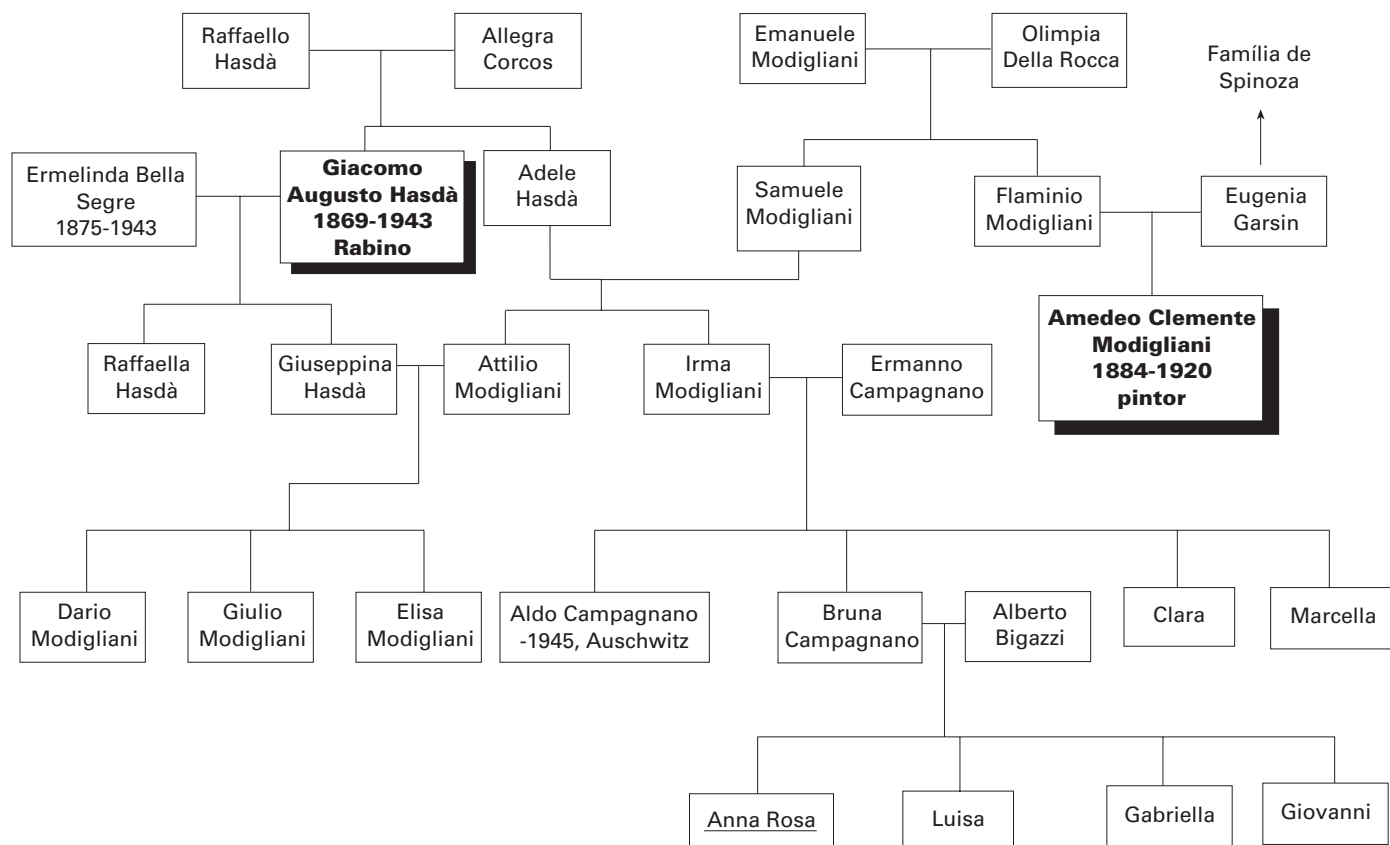 Raffaello
Hasdà
Allegra
Corcos
Emanuele
Modigliani
Olimpia
Della Rocca
Família de
Spinoza
Ermelinda Bella
Segre
1875-1943
Giacomo
Augusto Hasdà
1869-1943
Rabino
Adele
Hasdà
Samuele
Modigliani
Flaminio
Modigliani
Eugenia
Garsin
Raffaella
Hasdà
Giuseppina
Hasdà
Attilio
Modigliani
Irma
Modigliani
Ermanno
Campagnano
Amedeo Clemente
Modigliani
1884-1920
pintor
Dario
Modigliani
Giulio
Modigliani
Elisa
Modigliani
Aldo Campagnano
-1945, Auschwitz
Bruna
Campagnano
Alberto
Bigazzi
Clara
Marcella
Anna Rosa
Luisa
Gabriella
Giovanni